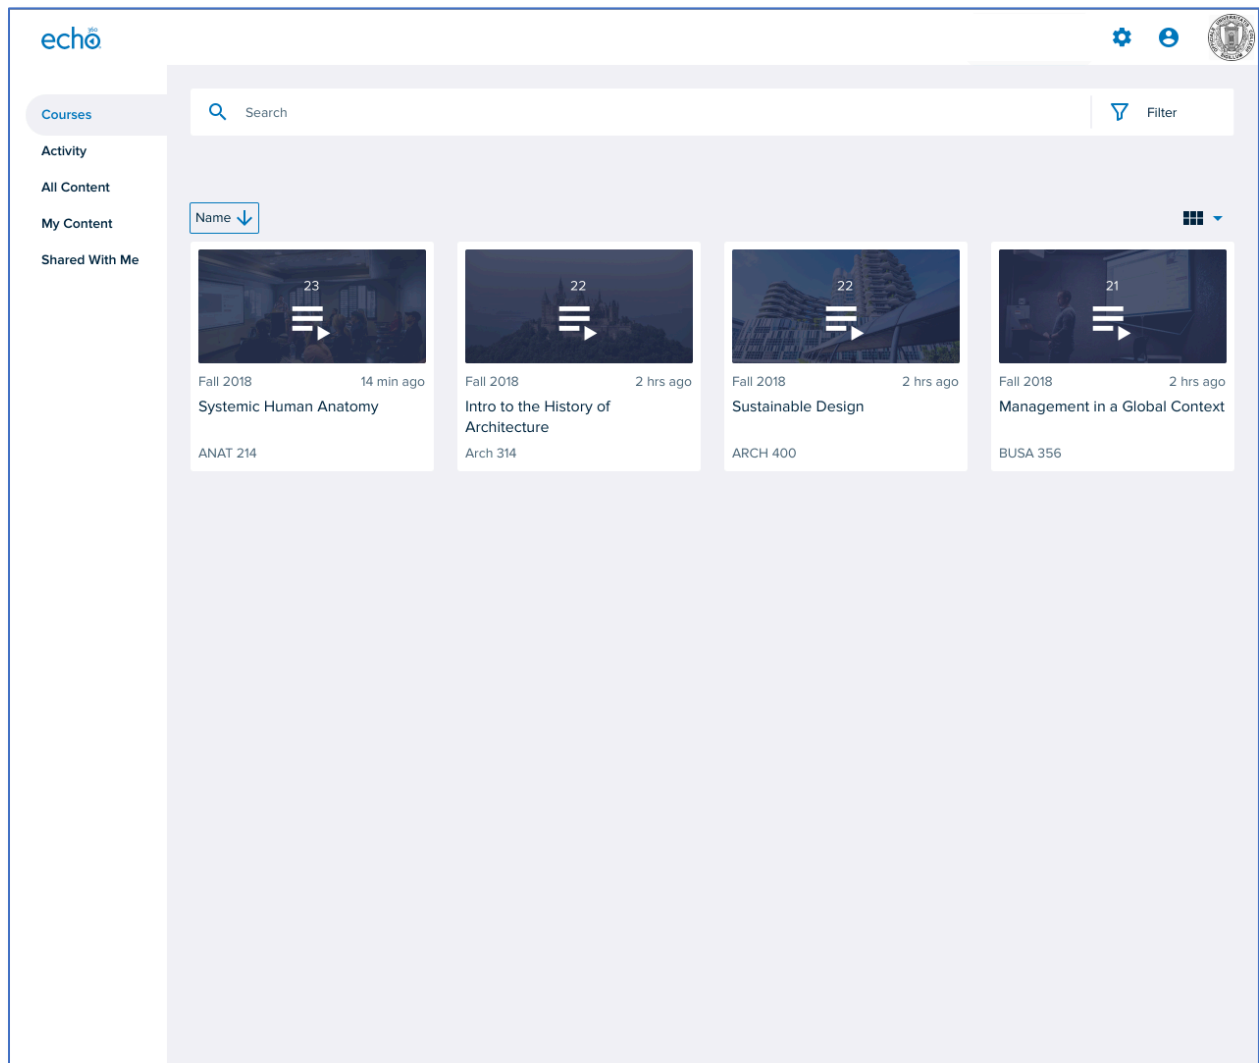 echo
360
Courses
Activity
All Content
My Content
Shared With Me
Search
Filter
Name
23
Fall 2018 14 min ago
Systemic Human Anatomy
ANAT 214
22
Fall 2018 2 hrs ago
Intro to the History of
Architecture
Arch 314
22
Fall 2018 2 hrs ago
Sustainable Design
ARCH 400
21
Fall 2018 2 hrs ago
Management in a Global Context
BUSA 356